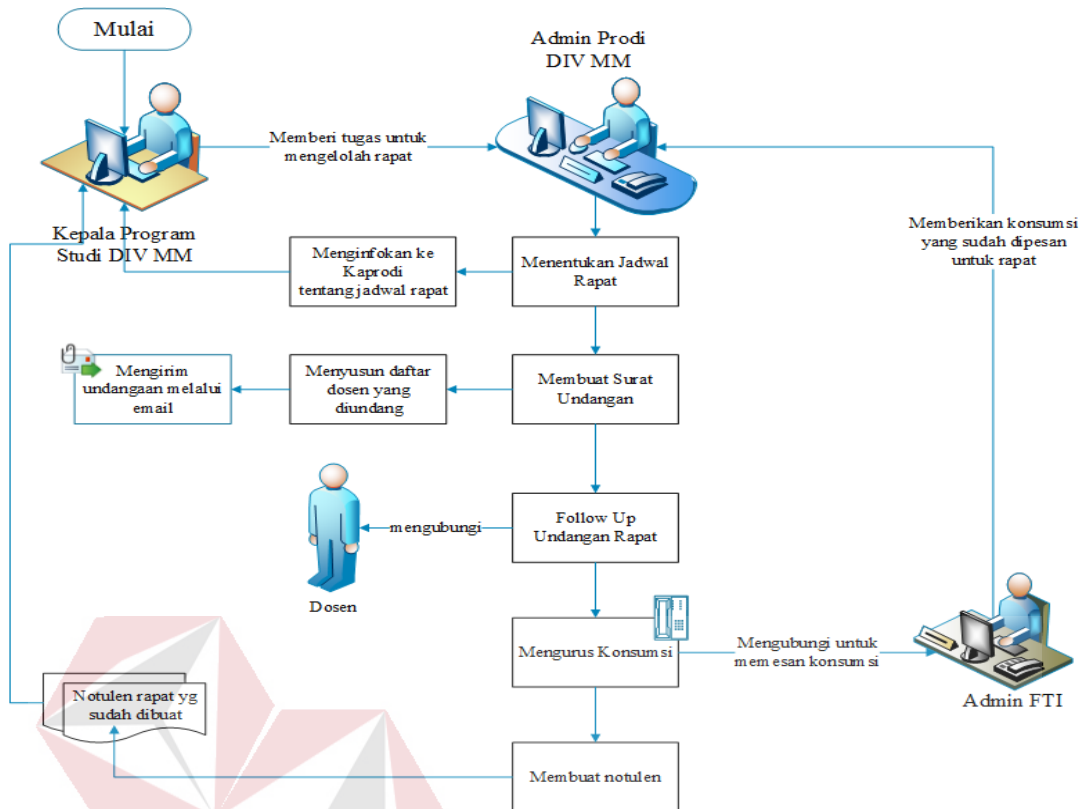 Mulai
Admin Prodi
DIV MM
Memberi tugas untuk
mengelolah rapat
Kepala Program
Studi DIV MM
Memberikan konsumsi
yang sudah dipesan
untuk rapat
Menginfokan ke
Kaprodi
tentang jadwal rapat
Menentukan Jadwal
Rapat
Mengirim
undangaan melalui
email
Menyusun daftar
dosen yang
diundang
Membuat Surat
Undangan
mengubungi
Follow Up
Undangan Rapat
Dosen
Mengurus Konsumsi
Mengubungi untuk
memesan konsumsi
Admin FTI
Notulen rapat yg
sudah dibuat
Membuat notulen